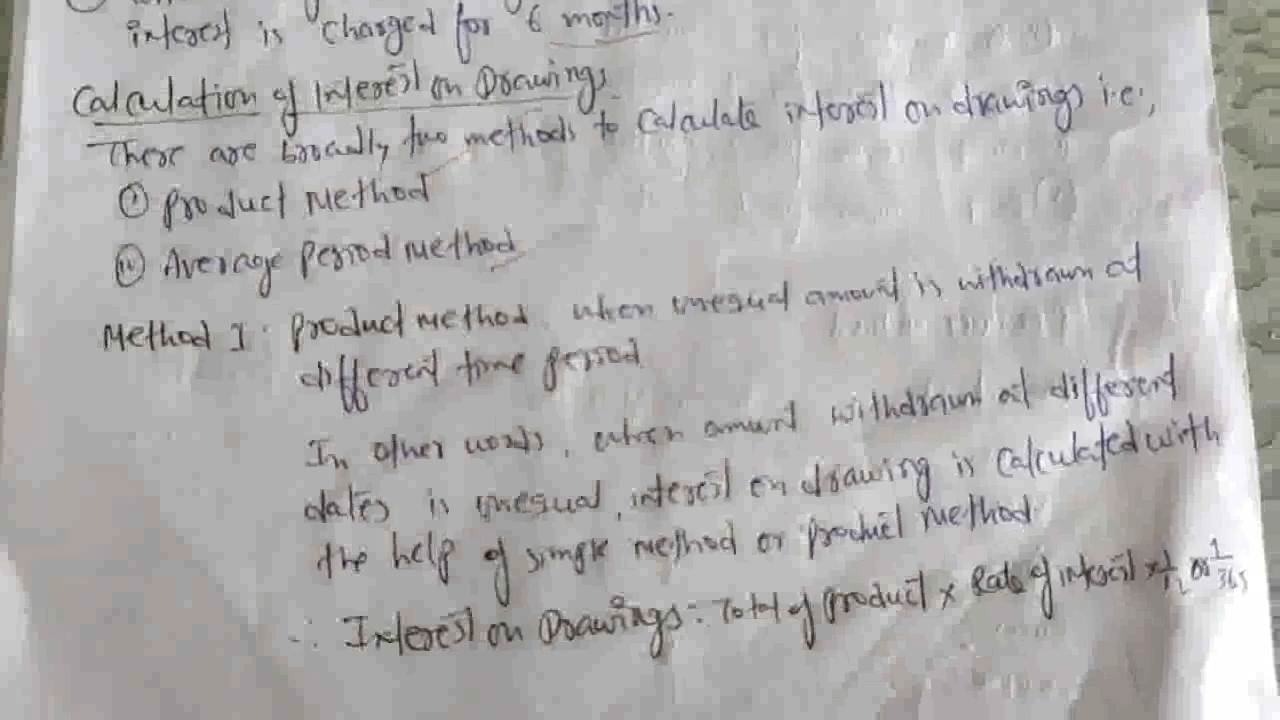 interest is charged for 6 months.
Calculation of Interest on Drawings
There are broadly two methods to calculate interest on drawings i.e.,
(i) Product Method
(ii) Average Period Method
Method I : Product method when unequal amount is withdrawn at
different time period
In other words, when amount withdrawn at different
dates is unequal, interest on drawing is calculated with
the help of simple method or product method.
∴ Interest on Drawings = Total of product × Rate of interest × 1/12 or 1/365